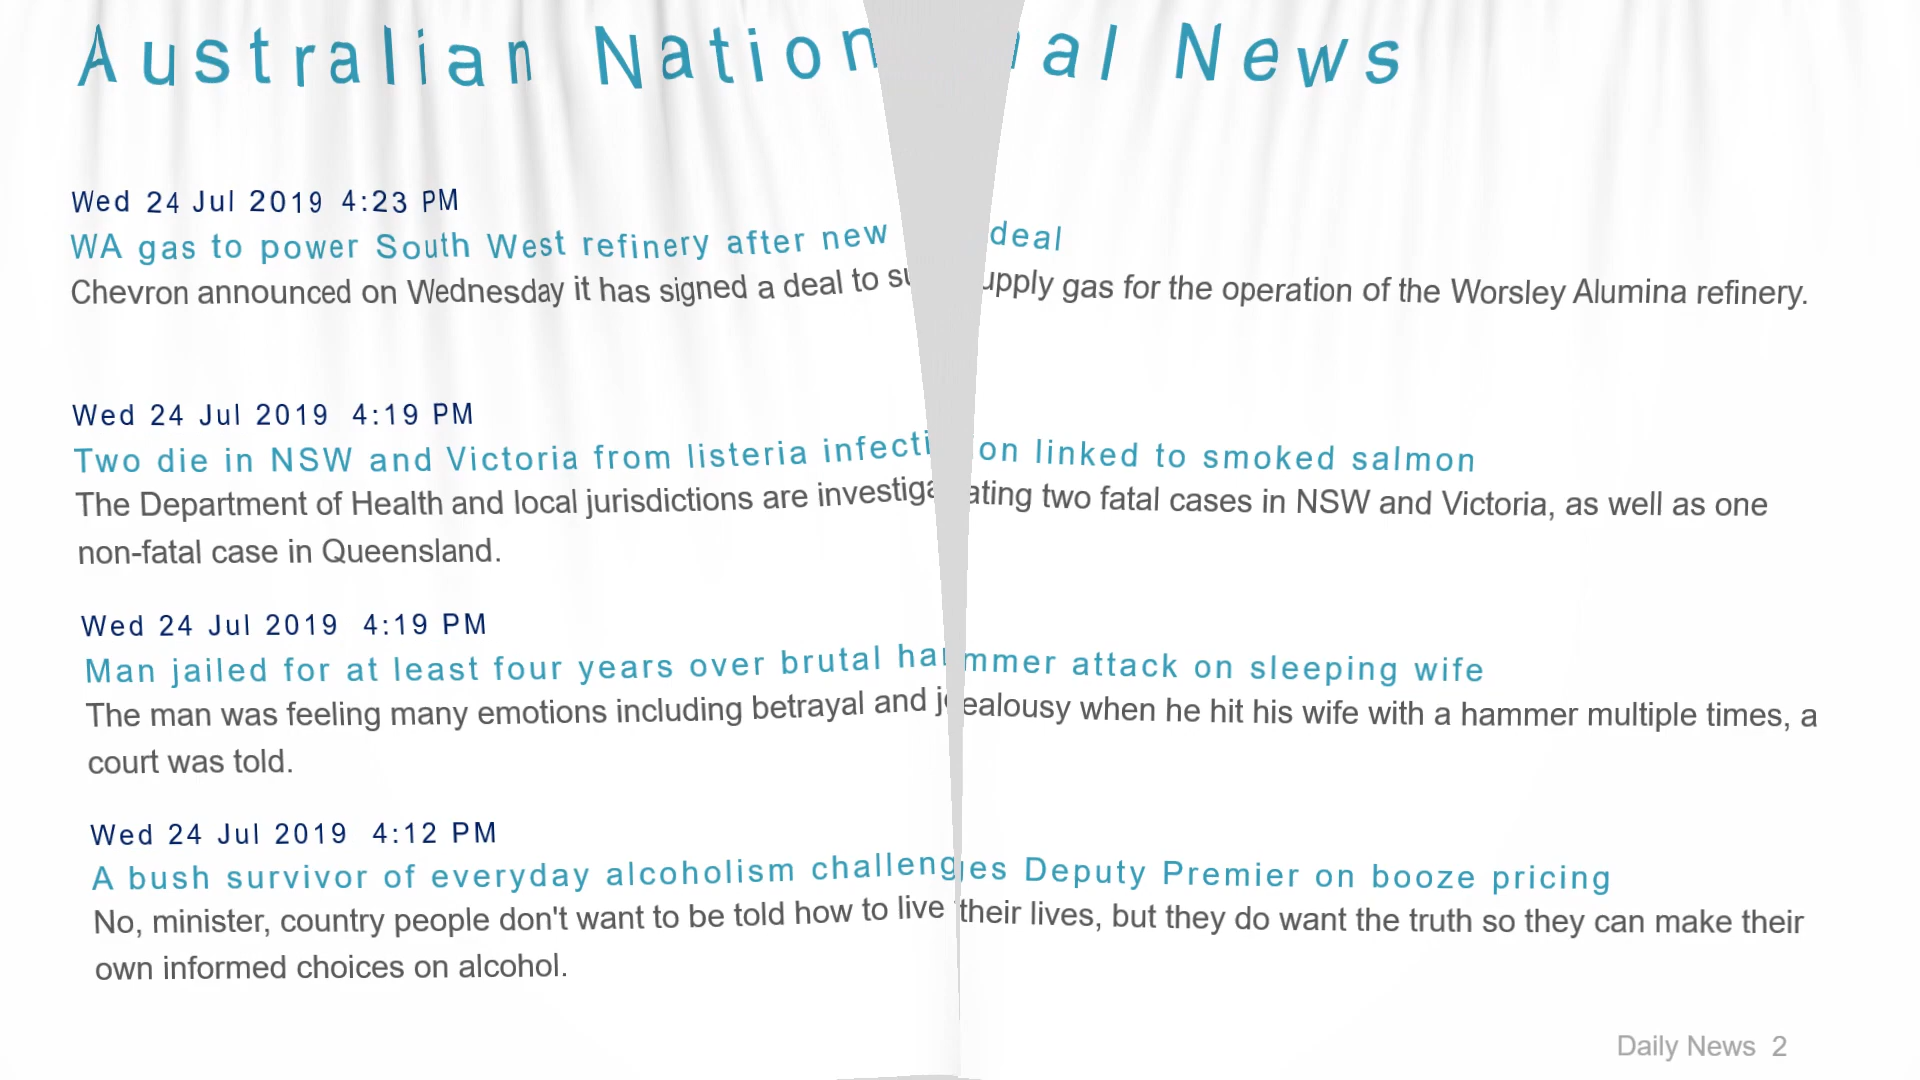 Australian National News
Wed 24 Jul 2019 4:23 PM
WA gas to power South West refinery after new deal
Chevron announced on Wednesday it has signed a deal to supply gas for the operation of the Worsley Alumina refinery.
Wed 24 Jul 2019 4:19 PM
Two die in NSW and Victoria from listeria infection linked to smoked salmon
The Department of Health and local jurisdictions are investigating two fatal cases in NSW and Victoria, as well as one
non-fatal case in Queensland.
Wed 24 Jul 2019 4:19 PM
Man jailed for at least four years over brutal hammer attack on sleeping wife
The man was feeling many emotions including betrayal and jealousy when he hit his wife with a hammer multiple times, a
court was told.
Wed 24 Jul 2019 4:12 PM
A bush survivor of everyday alcoholism challenges Deputy Premier on booze pricing
No, minister, country people don't want to be told how to live their lives, but they do want the truth so they can make their
own informed choices on alcohol.
Daily News 2